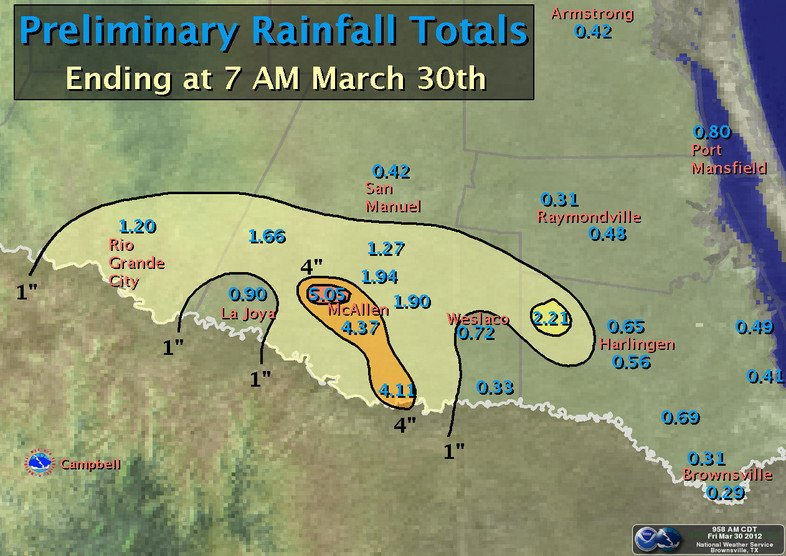 Preliminary Rainfall Totals
Ending at 7 AM March 30th
Armstrong
0.42
0.80
Port
Mansfield
0.42
San
Manuel
0.31
Raymondville
0.48
1.20
Rio
Grande
City
1.66
1.27
1.94
1"
4"
0.90
La Joya
5.05
McAllen
1.90
4.37
Weslaco
0.72
2.21
0.65
Harlingen
0.56
0.49
0.41
1"
1"
4.11
4"
0.33
1"
0.69
0.31
Brownsville
0.29
Campbell
958 AM CDT
Fri Mar 30 2012
National Weather Service
Brownsville, TX